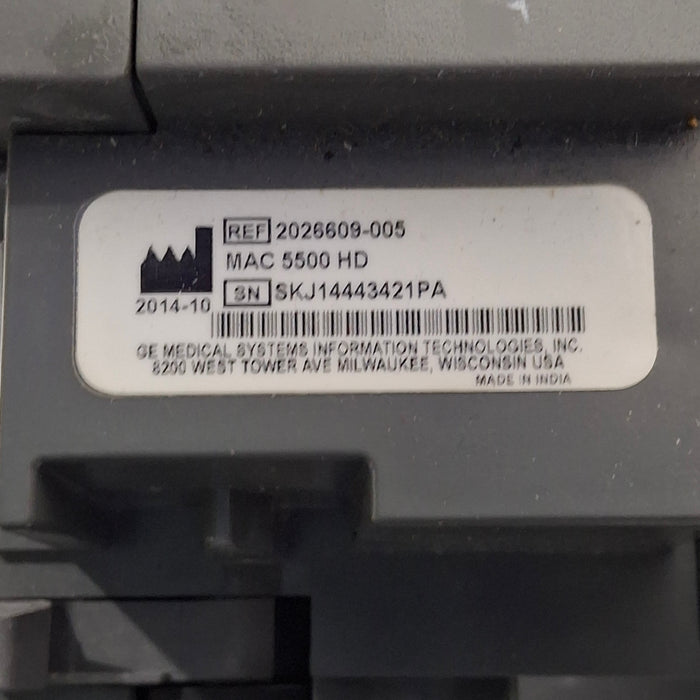 REF 2026609-005
MAC 5500 HD
2014-10 SN SKJ14443421PA
GE MEDICAL SYSTEMS INFORMATION TECHNOLOGIES, INC.
8200 WEST TOWER AVE MILWAUKEE, WISCONSIN USA
MADE IN INDIA